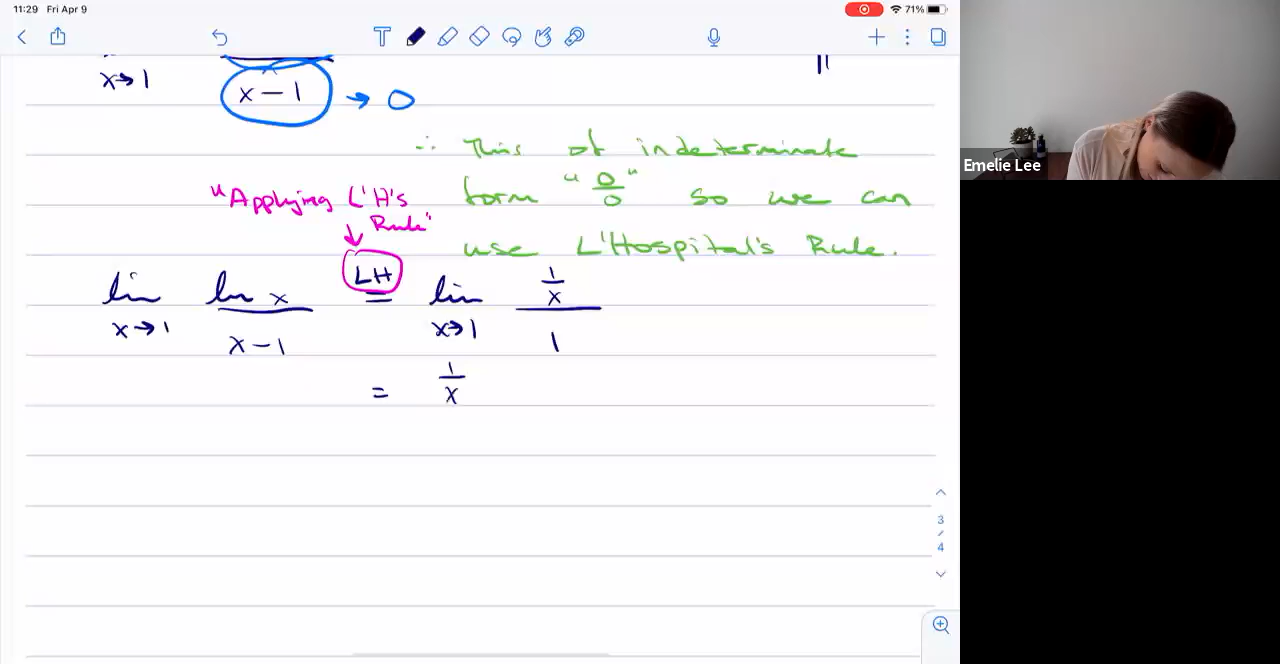 11:29 Fri Apr 9 71%
x→1 x−1 → 0
∴ This of indeterminate
form "0/0" so we can
use L'Hospital's Rule.
"Applying L'H's
Rule"
lim x→1 ln x / x−1 LH = lim x→1 1/x / 1
= 1/x
3/4
Emelie Lee